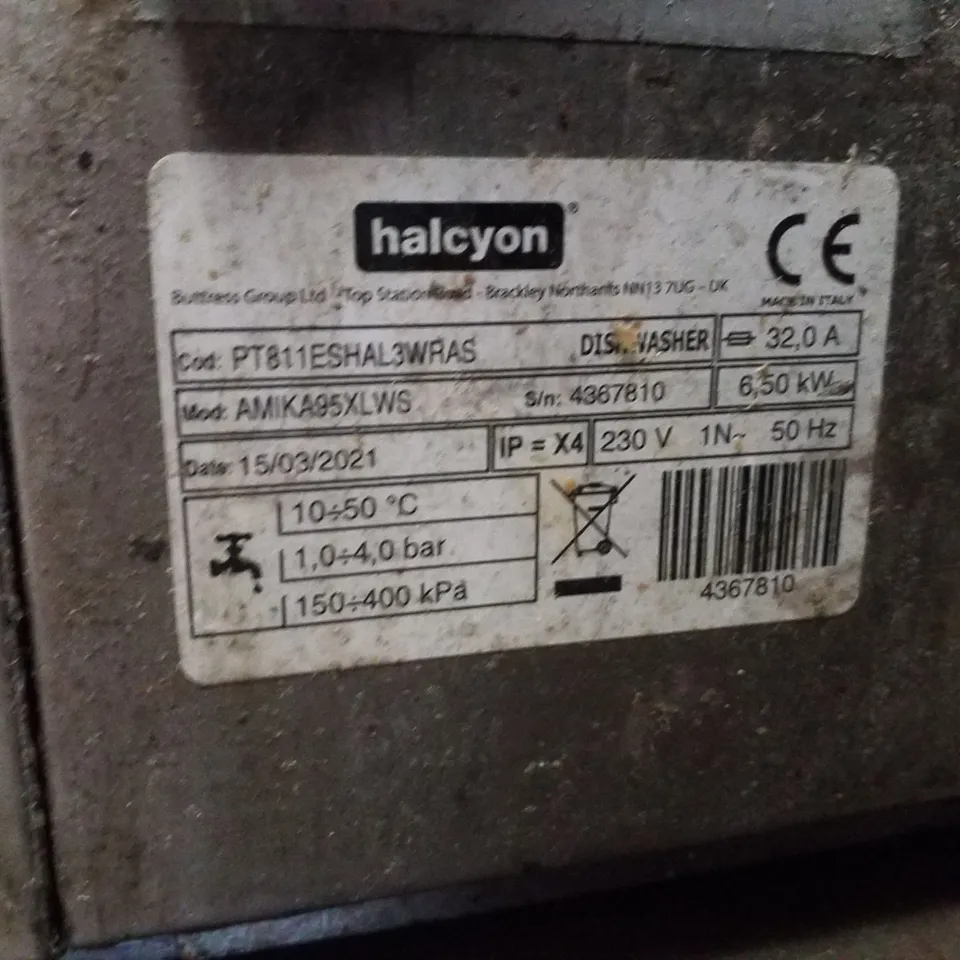 halcyon®
CE
Buttress Group Ltd - Top Station Road - Brackley Northants NN13 7UG - UK
MADE IN ITALY
Cod: PT811ESHAL3WRAS DISHWASHER 32,0 A
Mod: AMIKA95XLWS S/n: 4367810 6,50 kW
Date: 15/03/2021 IP = X4 230 V 1N~ 50 Hz
10÷50 °C
1,0÷4,0 bar
150÷400 kPa
4367810